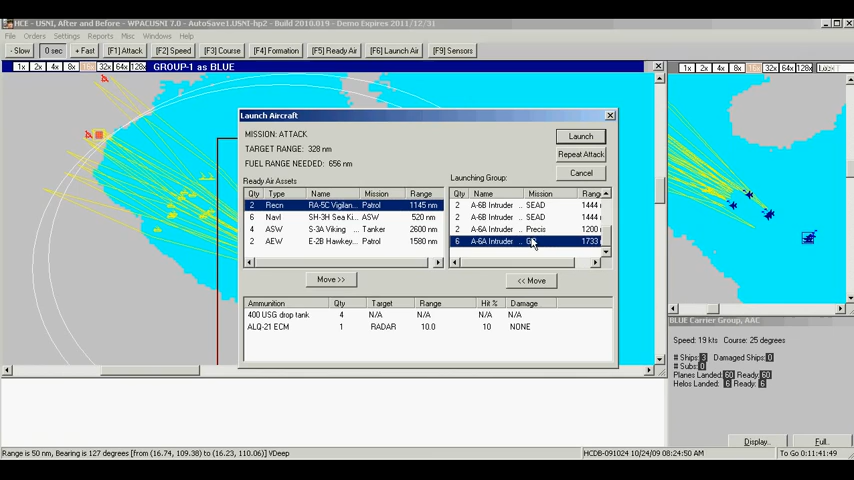 HCE - USNI, After and Before - WPACUSNI 7.0 - AutoSave1.USNI-hp2 - Build 2010.019 - Demo Expires 2011/12/31
File Orders Settings Reports Misc Windows Help
- Slow 0 sec + Fast [F1] Attack [F2] Speed [F3] Course [F4] Formation [F5] Ready Air [F6] Launch Air [F9] Sensors
1x 2x 4x 8x 16x 32x 64x 128x GROUP-1 as BLUE
1x 2x 4x 8x 16x 32x 64x 128x
Launch Aircraft
MISSION: ATTACK
TARGET RANGE: 328 nm
FUEL RANGE NEEDED: 656 nm
Launch
Repeat Attack
Cancel
Ready Air Assets
Qty Type Name Mission Range
2 Recn RA-5C Vigilan... Patrol 1145 nm
6 Navl SH-3H Sea Ki... ASW 520 nm
4 ASW S-3A Viking ... Tanker 2600 nm
2 AEW E-2B Hawkey... Patrol 1580 nm
Move >>
Launching Group:
Qty Name Mission Rang
2 A-6B Intruder ... SEAD 1444
2 A-6B Intruder ... SEAD 1444
2 A-6A Intruder ... Precis 1200
6 A-6A Intruder ... 1733
<< Move
Ammunition Qty Target Range Hit % Damage
400 USG drop tank 4 N/A N/A N/A N/A
ALQ-21 ECM 1 RADAR 10.0 10 NONE
BLUE Carrier Group, AAC
Speed: 19 kts Course: 25 degrees
# Ships: 3 Damaged Ships: 0
# Subs: 0
Planes Landed: 60 Ready: 60
Helos Landed: 6 Ready: 6
Display.. Full..
Range is 50 nm, Bearing is 127 degrees [from (16.74, 109.38) to (16.23, 110.06)] VDeep
HCDB-091024 10/24/09 08:24:50 AM To Go 0:11:41:49